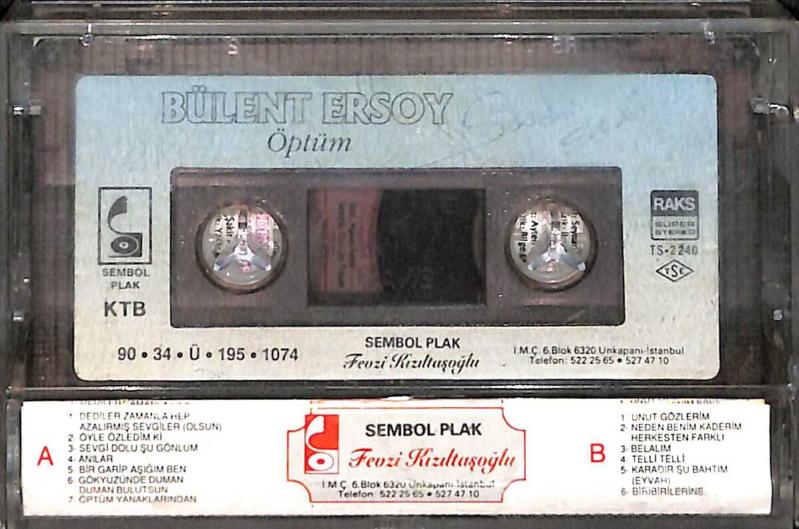 BÜLENT ERSOY
Öptüm
SEMBOL
PLAK
KTB
RAKS
SUPER
STEREO
TS-2240
TSE
90 • 34 • Ü • 195 • 1074
SEMBOL PLAK
Fevzi Kızıltaşoğlu
İ.M.Ç. 6.Blok 6320 Unkapanı-İstanbul
Telefon: 522 25 65 • 527 47 10
A
1- DEDİLER ZAMANLA HEP
AZALIRMIŞ SEVGİLER (OLSUN)
2- ÖYLE ÖZLEDİM Kİ
3- SEVGİ DOLU ŞU GÖNLÜM
4- ANILAR
5- BİR GARİP AŞIĞIM BEN
6- GÖKYÜZÜNDE DUMAN
DUMAN BULUTSUN
7- ÖPTÜM YANAKLARINDAN
SEMBOL PLAK
Fevzi Kızıltaşoğlu
İ.M.Ç. 6.Blok 6320 Unkapanı-İstanbul
Telefon: 522 25 65 • 527 47 10
B
1- UNUT GÖZLERİM
2- NEDEN BENİM KADERİM
HERKESTEN FARKLI
3- BELALIM
4- TELLİ TELLİ
5- KARADIR ŞU BAHTIM
(EYVAH)
6- BİRİBİRİLERİNE